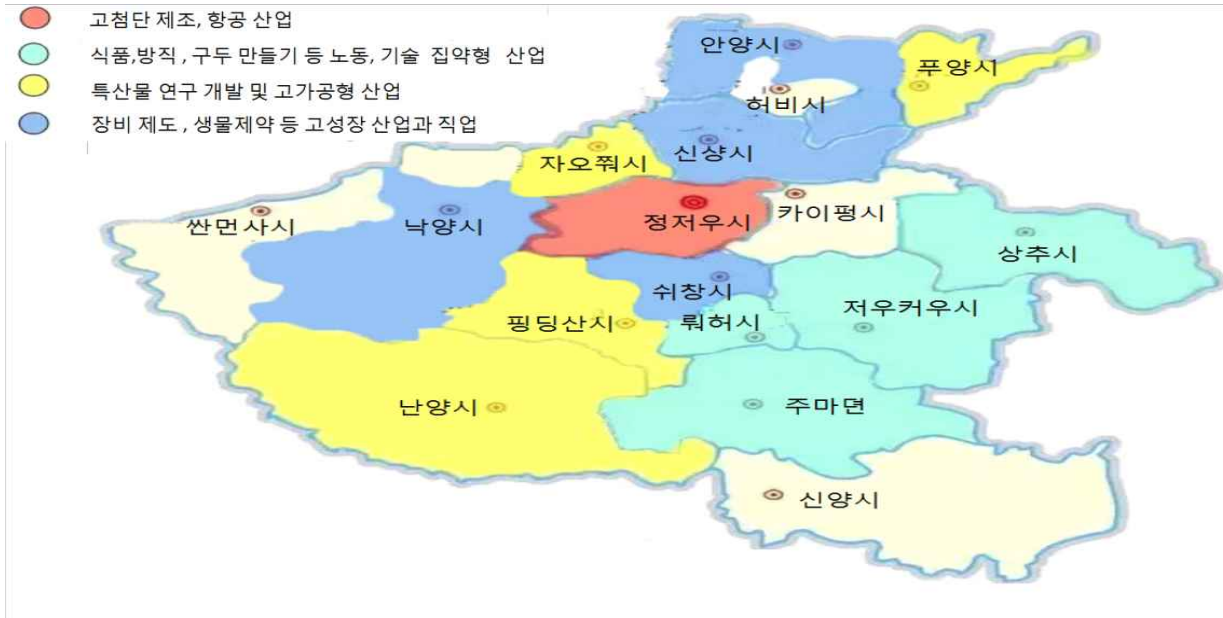 고첨단 제조, 항공 산업
식품,방직 , 구두 만들기 등 노동, 기술 집약형 산업
특산물 연구 개발 및 고가공형 산업
장비 제도 , 생물제약 등 고성장 산업과 직업
안양시
푸양시
허비시
신샹시
자오쭤시
싼먼사시
낙양시
정저우시
카이펑시
상추시
쉬창시
핑딩산시
뤄허시
저우커우시
난양시
주마뎐
신양시